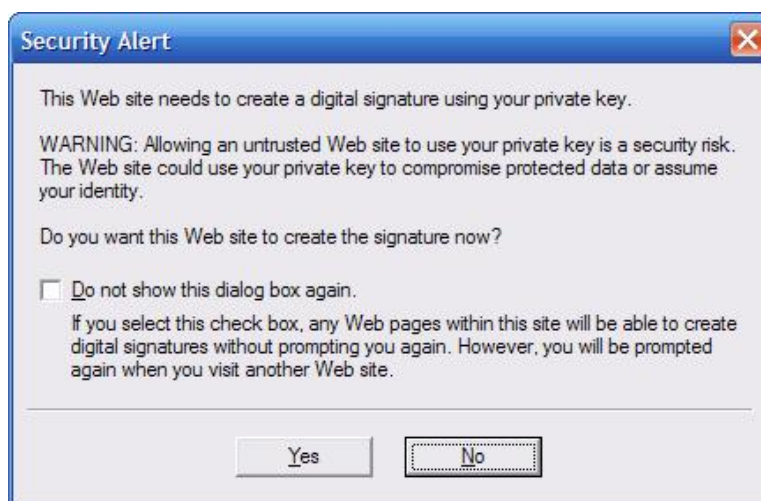 Security Alert
This Web site needs to create a digital signature using your private key.
WARNING: Allowing an untrusted Web site to use your private key is a security risk.
The Web site could use your private key to compromise protected data or assume
your identity.
Do you want this Web site to create the signature now?
Do not show this dialog box again.
If you select this check box, any Web pages within this site will be able to create
digital signatures without prompting you again. However, you will be prompted
again when you visit another Web site.
Yes No